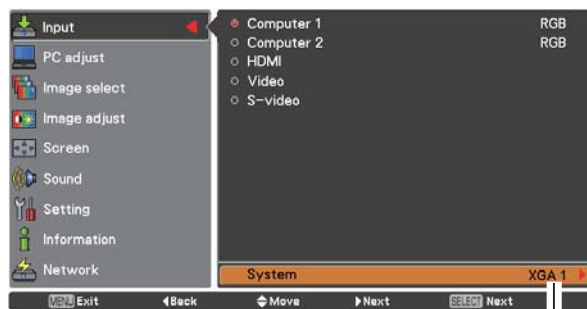 Input
PC adjust
Image select
Image adjust
Screen
Sound
Setting
Information
Network
Computer 1 RGB
Computer 2 RGB
HDMI
Video
S-video
System XGA 1
MENU Exit Back Move Next SELECT Next